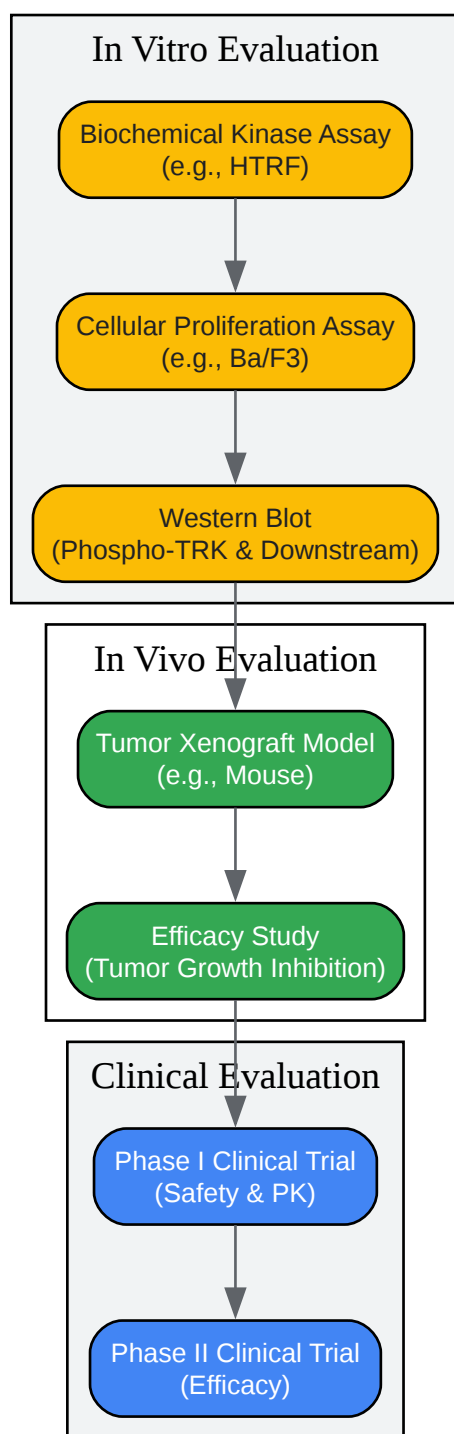 In Vitro Evaluation
Biochemical Kinase Assay
(e.g., HTRF)
Cellular Proliferation Assay
(e.g., Ba/F3)
Western Blot
(Phospho-TRK & Downstream)
In Vivo Evaluation
Tumor Xenograft Model
(e.g., Mouse)
Efficacy Study
(Tumor Growth Inhibition)
Clinical Evaluation
Phase I Clinical Trial
(Safety & PK)
Phase II Clinical Trial
(Efficacy)